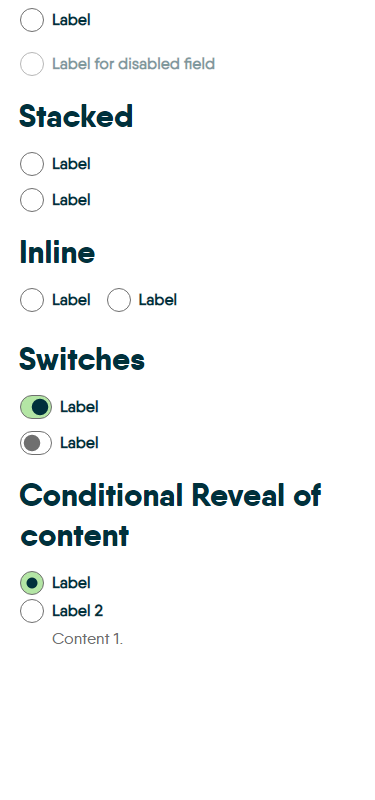 Label
Label for disabled field
Stacked
Label
Label
Inline
Label Label
Switches
Label
Label
Conditional Reveal of
content
Label
Label 2
Content 1.